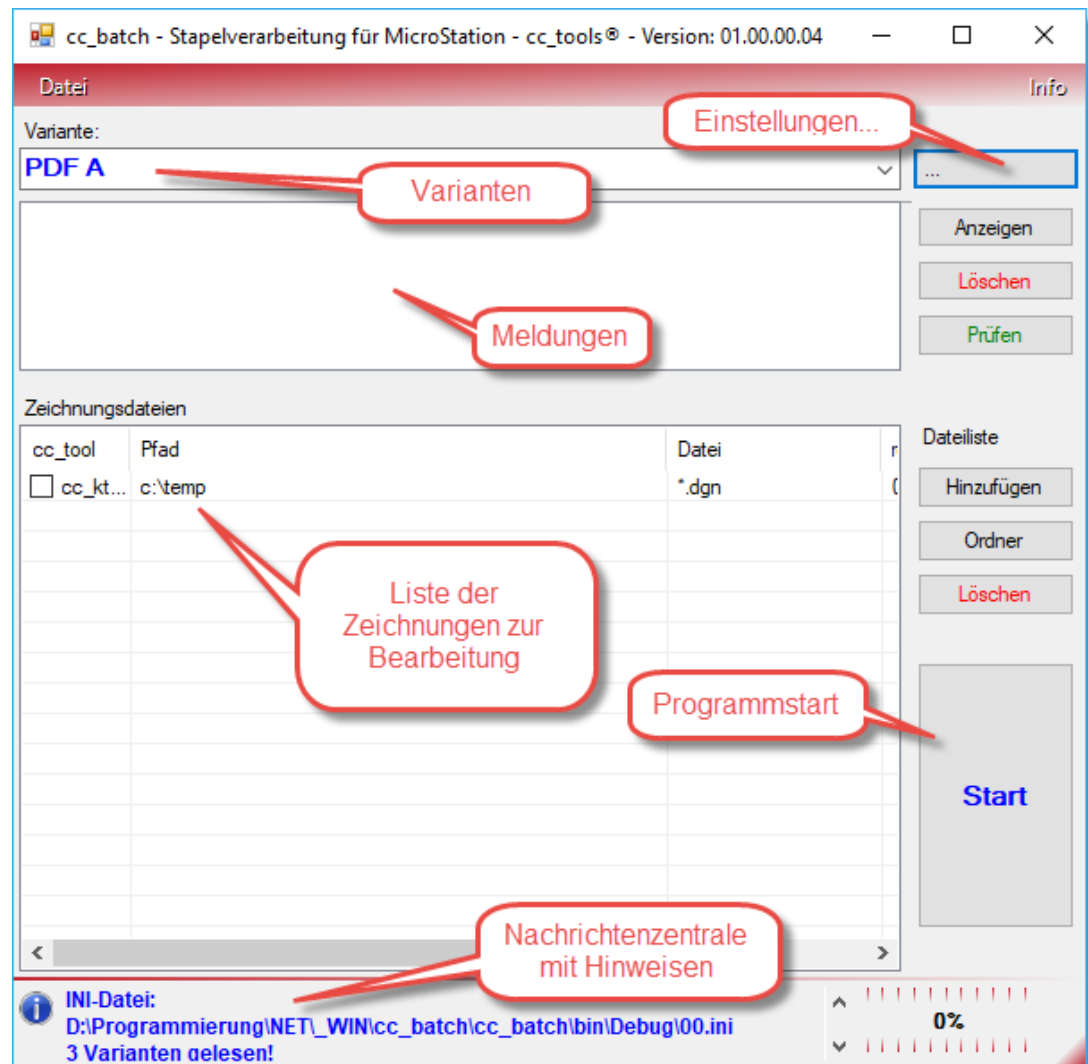 cc_batch - Stapelverarbeitung für MicroStation - cc_tools® - Version: 01.00.00.04
Datei
Info
Variante:
Einstellungen...
PDF A
...
Varianten
Anzeigen
Löschen
Meldungen
Prüfen
Zeichnungsdateien
Dateiliste
cc_tool Pfad Datei r
cc_kt... c:\temp *.dgn
Hinzufügen
Ordner
Löschen
Liste der
Zeichnungen zur
Bearbeitung
Programmstart
Start
Nachrichtenzentrale
mit Hinweisen
INI-Datei:
D:\Programmierung\NET\_WIN\cc_batch\cc_batch\bin\Debug\00.ini
3 Varianten gelesen!
0%